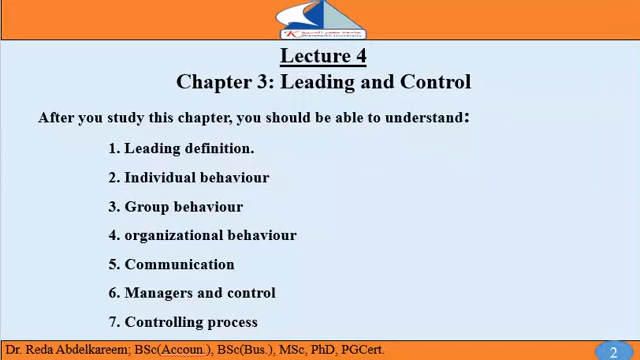 Lecture 4
Chapter 3: Leading and Control
After you study this chapter, you should be able to understand:
1. Leading definition.
2. Individual behaviour
3. Group behaviour
4. organizational behaviour
5. Communication
6. Managers and control
7. Controlling process
Dr. Reda Abdelkareem; BSc(Accoun.), BSc(Bus.), MSc, PhD, PGCert.
2